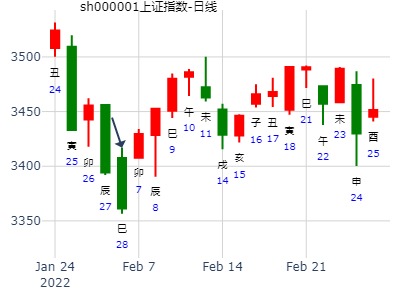 sh000001上证指数-日线
3500
3450
3400
3350
丑
24
寅
25
卯
26
辰
27
巳
28
卯
7
辰
8
巳
9
午
10
未
11
戌
14
亥
15
子
16
丑
17
寅
18
巳
21
午
22
未
23
申
24
酉
25
Jan 24
2022
Feb 7
Feb 14
Feb 21